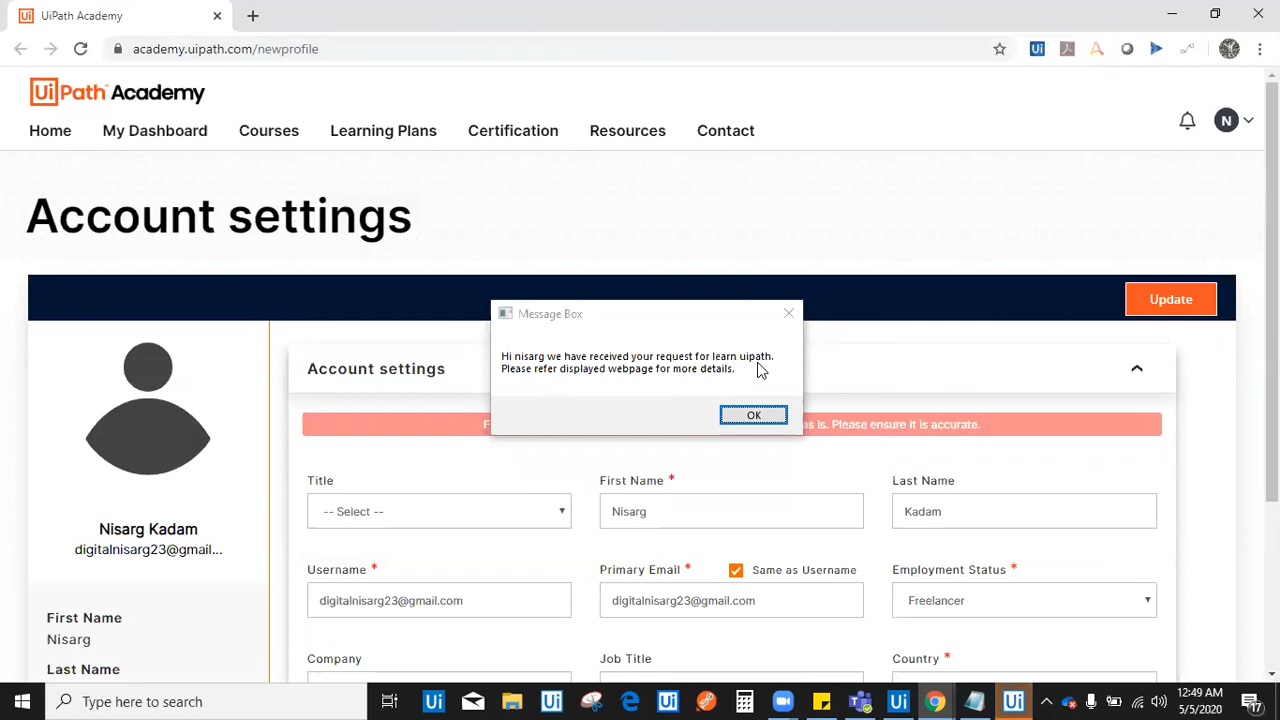 UiPath Academy
academy.uipath.com/newprofile
UiPath Academy
Home My Dashboard Courses Learning Plans Certification Resources Contact
N
Account settings
Update
Message Box
Hi nisarg we have received your request for learn uipath.
Please refer displayed webpage for more details.
OK
Account settings
as is. Please ensure it is accurate.
Nisarg Kadam
digitalnisarg23@gmail...
First Name
Nisarg
Last Name
Title First Name * Last Name
-- Select -- Nisarg Kadam
Username * Primary Email * Same as Username Employment Status *
digitalnisarg23@gmail.com digitalnisarg23@gmail.com Freelancer
Company Job Title Country *
Type here to search
12:49 AM
5/5/2020
17